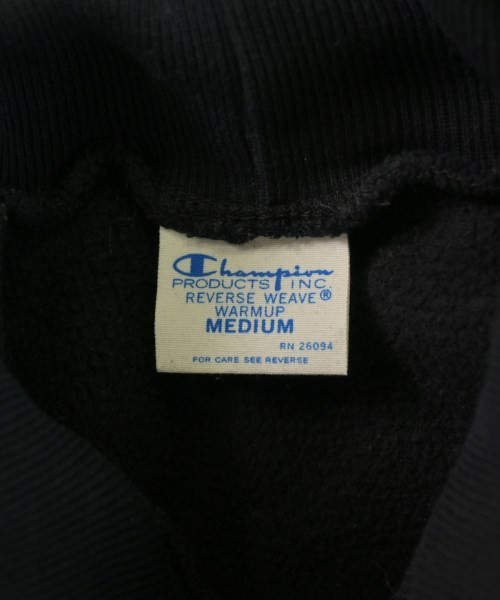 Champion
PRODUCTS INC.
REVERSE WEAVE®
WARMUP
MEDIUM
RN 26094
FOR CARE SEE REVERSE